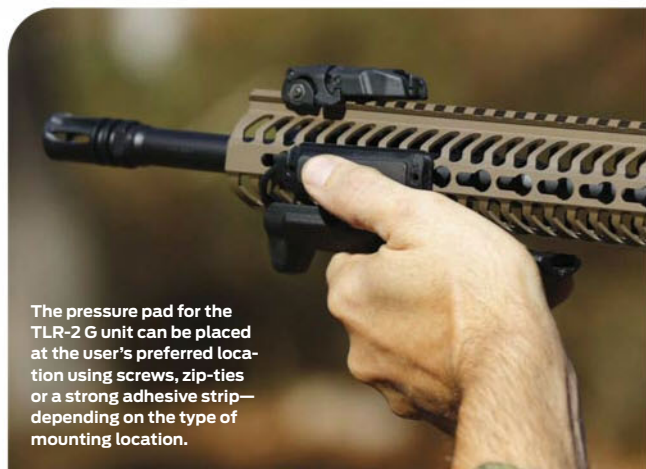 The pressure pad for the
TLR-2 G unit can be placed
at the user's preferred loca-
tion using screws, zip-ties
or a strong adhesive strip—
depending on the type of
mounting location.